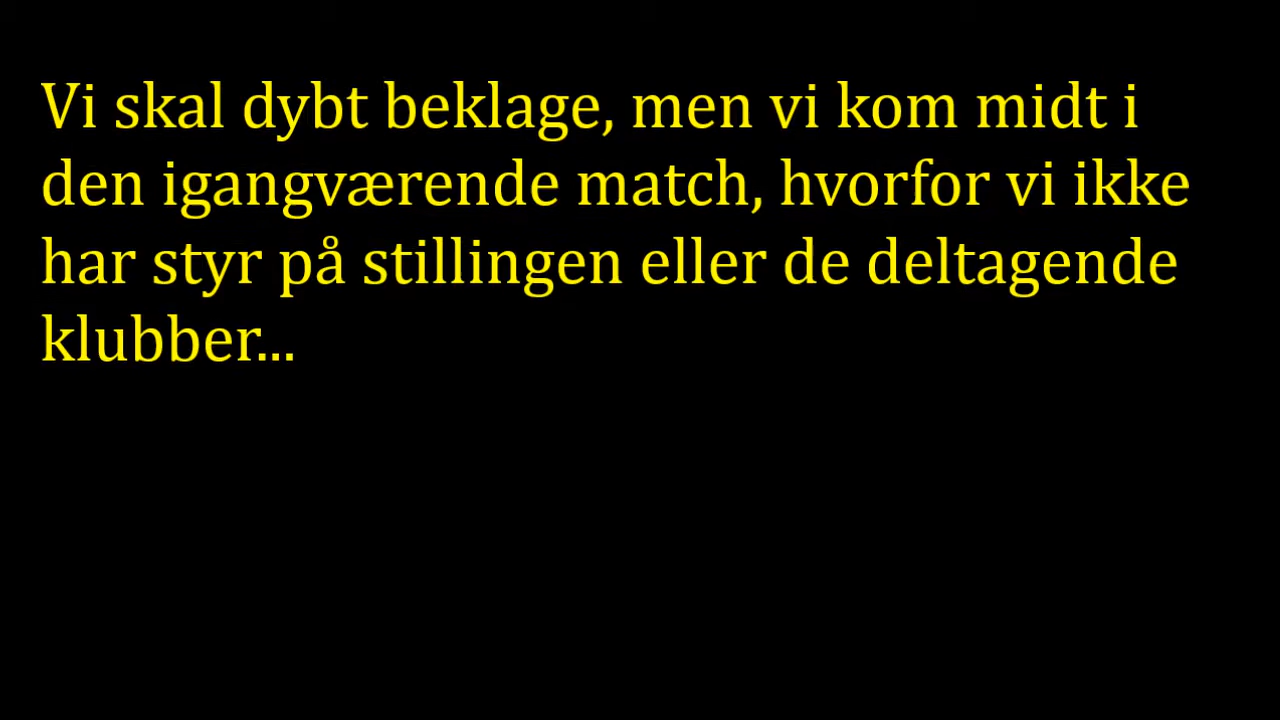 Vi skal dybt beklage, men vi kom midt i
den igangværende match, hvorfor vi ikke
har styr på stillingen eller de deltagende
klubber...